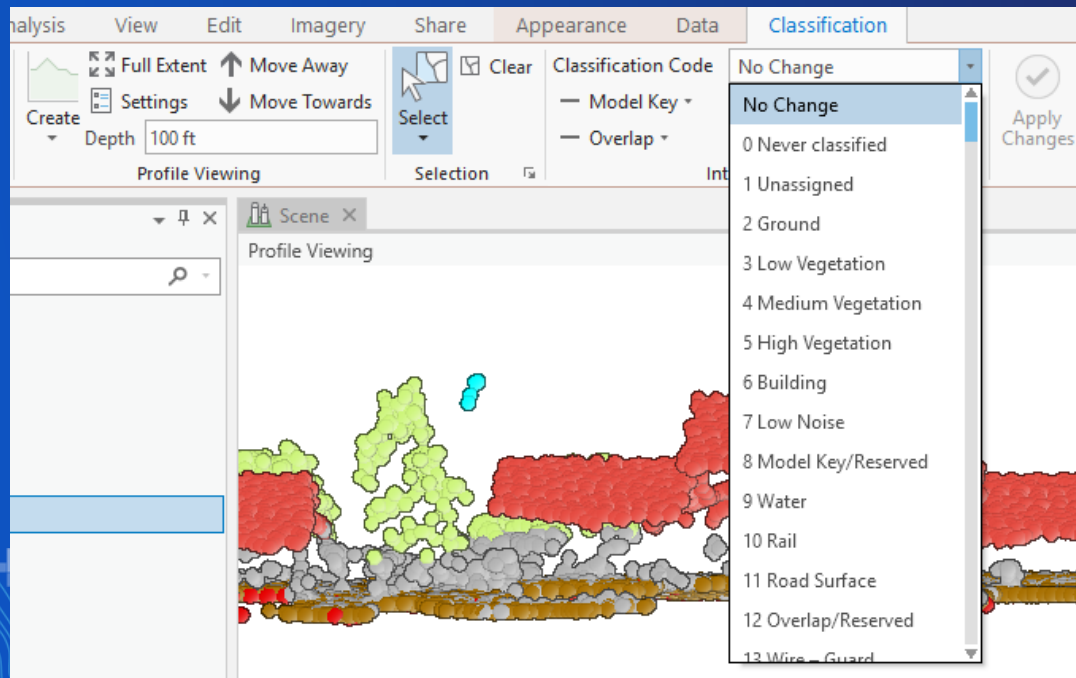 nalysis View Edit Imagery Share Appearance Data Classification
Full Extent Move Away Clear Classification Code No Change
Settings Move Towards — Model Key
Create Depth 100 ft Select — Overlap Apply Changes
Profile Viewing Selection Int
No Change
0 Never classified
1 Unassigned
2 Ground
3 Low Vegetation
4 Medium Vegetation
5 High Vegetation
6 Building
7 Low Noise
8 Model Key/Reserved
9 Water
10 Rail
11 Road Surface
12 Overlap/Reserved
13 Wire – Guard
Scene
Profile Viewing